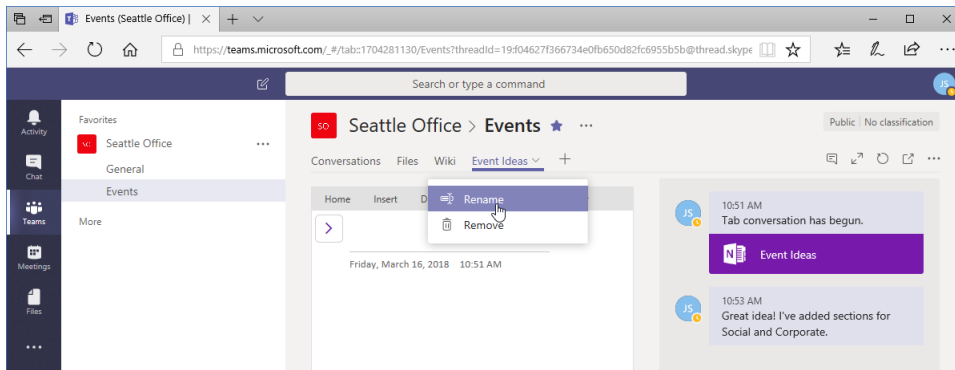 Events (Seattle Office) |
https://teams.microsoft.com/_#/tab::1704281130/Events?threadId=19:f04627f366734e0fb650d82fc6955b5b@thread.skype
Search or type a command
JS
Activity
Chat
Teams
Meetings
Files
Favorites
SO Seattle Office
General
Events
More
SO Seattle Office > Events
Public | No classification
Conversations Files Wiki Event Ideas
Home Insert D
Rename
Remove
Friday, March 16, 2018 10:51 AM
JS
10:51 AM
Tab conversation has begun.
N Event Ideas
JS
10:53 AM
Great idea! I've added sections for
Social and Corporate.